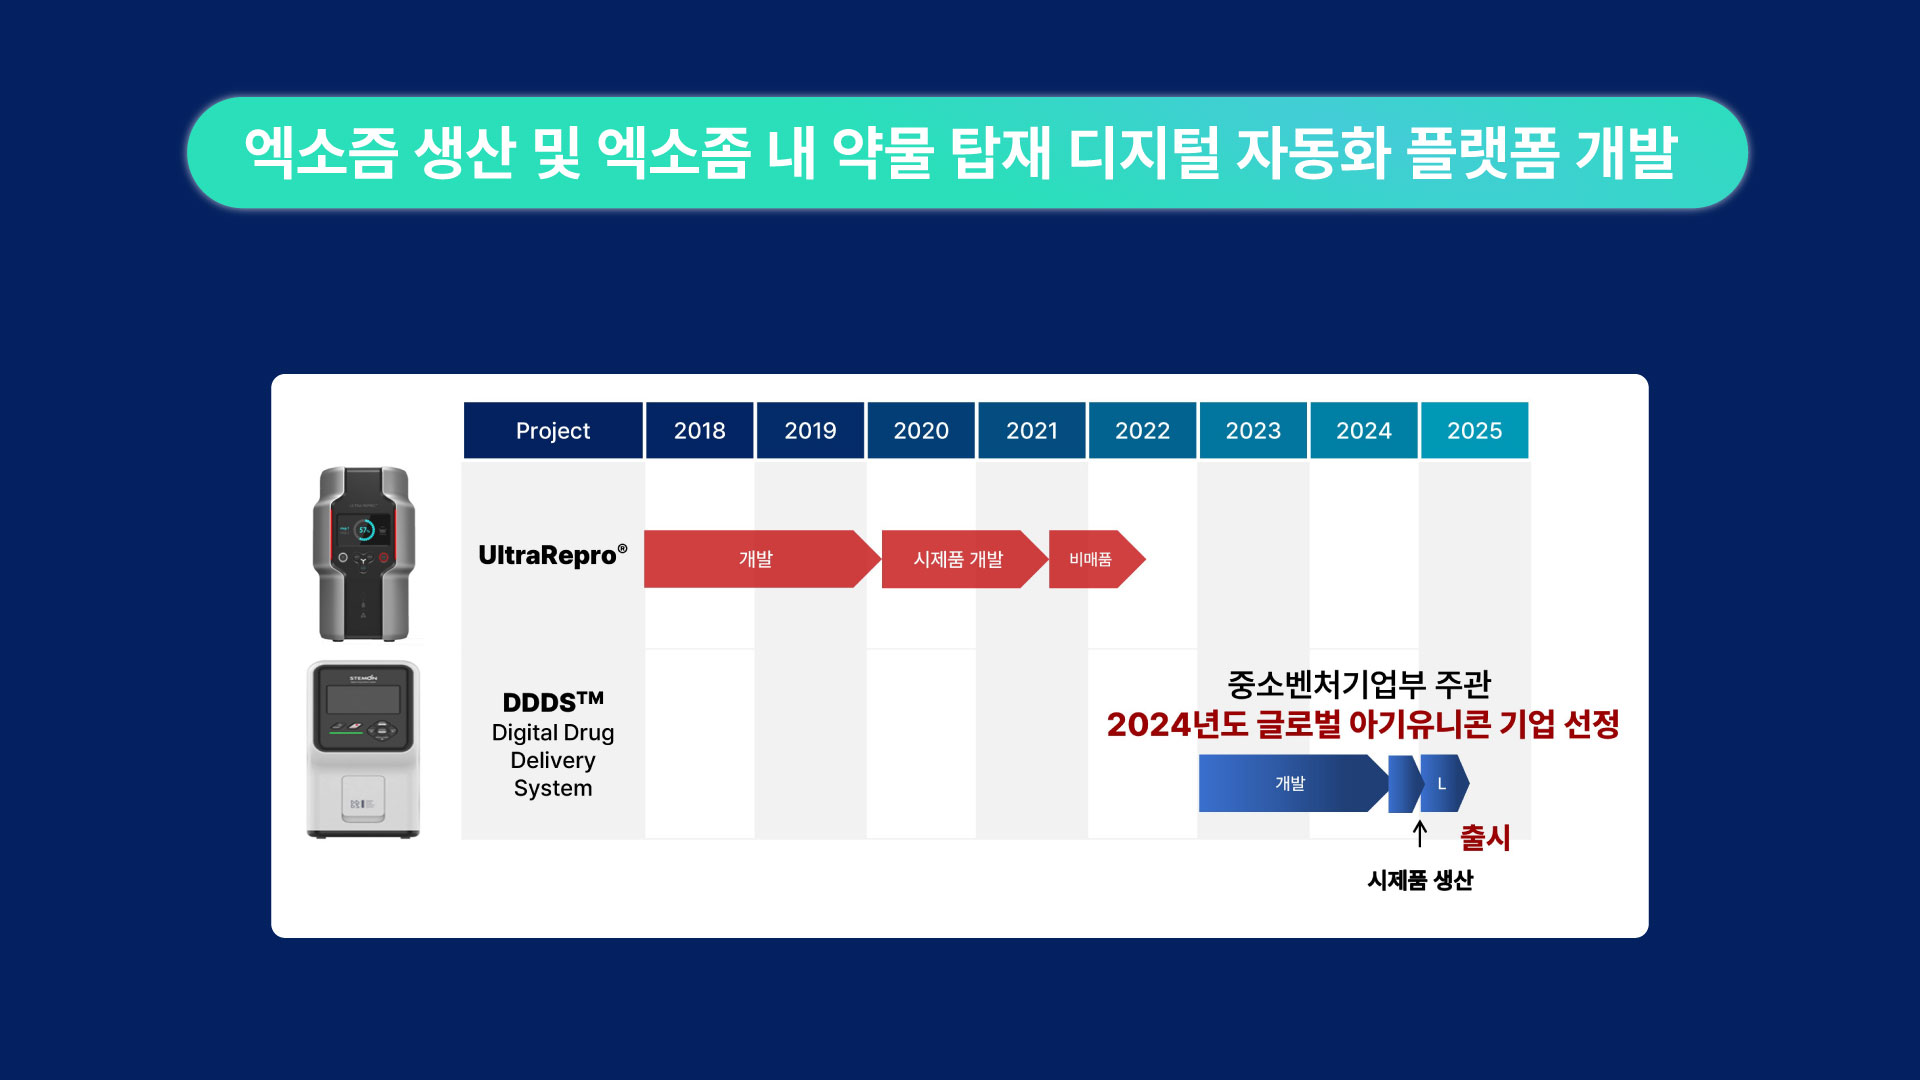 엑소즘 생산 및 엑소좀 내 약물 탑재 디지털 자동화 플랫폼 개발
Project 2018 2019 2020 2021 2022 2023 2024 2025
UltraRepro®
개발 시제품 개발 비매품
57%
STEMON
DDDS™
Digital Drug
Delivery
System
중소벤처기업부 주관
2024년도 글로벌 아기유니콘 기업 선정
개발 L
출시
시제품 생산